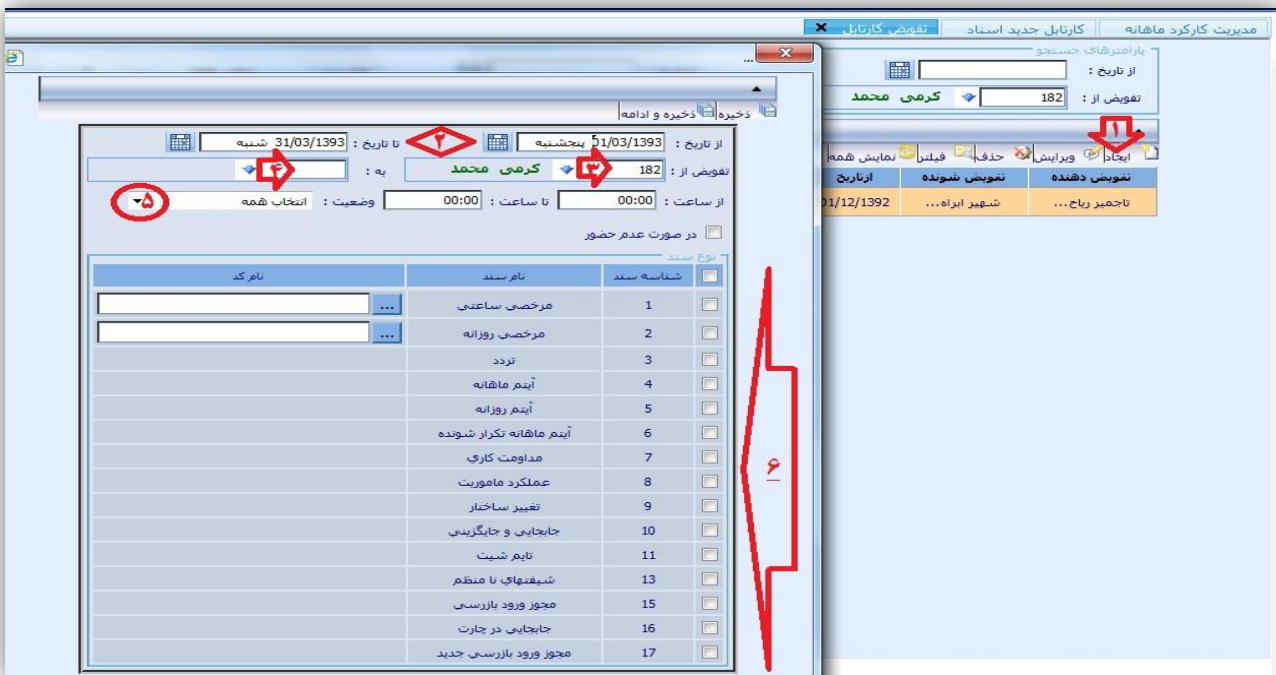 مدیریت کارکرد ماهانه کارتابل جدید اسناد تفویض کارتابل ×
پارامترهای جستجو
از تاریخ :
تفویض از : 182 کرمی محمد
۱
ایجاد ویرایش حذف فیلتر نمایش همه
تفویض دهنده تفویض شونده ازتاریخ
تاجمیر ریاح... شهپر ابراه... 01/12/1392
...
ذخیره ذخیره و ادامه
از تاریخ : 01/03/1393 پنجشنبه ۲ تا تاریخ : 31/03/1393 شنبه
تفویض از : 182 ۳ کرمی محمد به : ۴
از ساعت : 00:00 تا ساعت : 00:00 وضعیت : انتخاب همه ۵
در صورت عدم حضور
نوع سند
شناسه سند نام سند نام کد
1 مرخصی ساعتی ...
2 مرخصی روزانه ...
3 تردد
4 آیتم ماهانه
5 آیتم روزانه
6 آیتم ماهانه تکرار شونده
7 مداومت کاري
8 عملکرد ماموریت
9 تغییر ساختار
10 جابجایی و جایگزینی
11 تایم شیت
13 شیفتهاي نا منظم
15 مجوز ورود بازرسی
16 جابجایی در چارت
17 مجوز ورود بازرسی جدید
۶